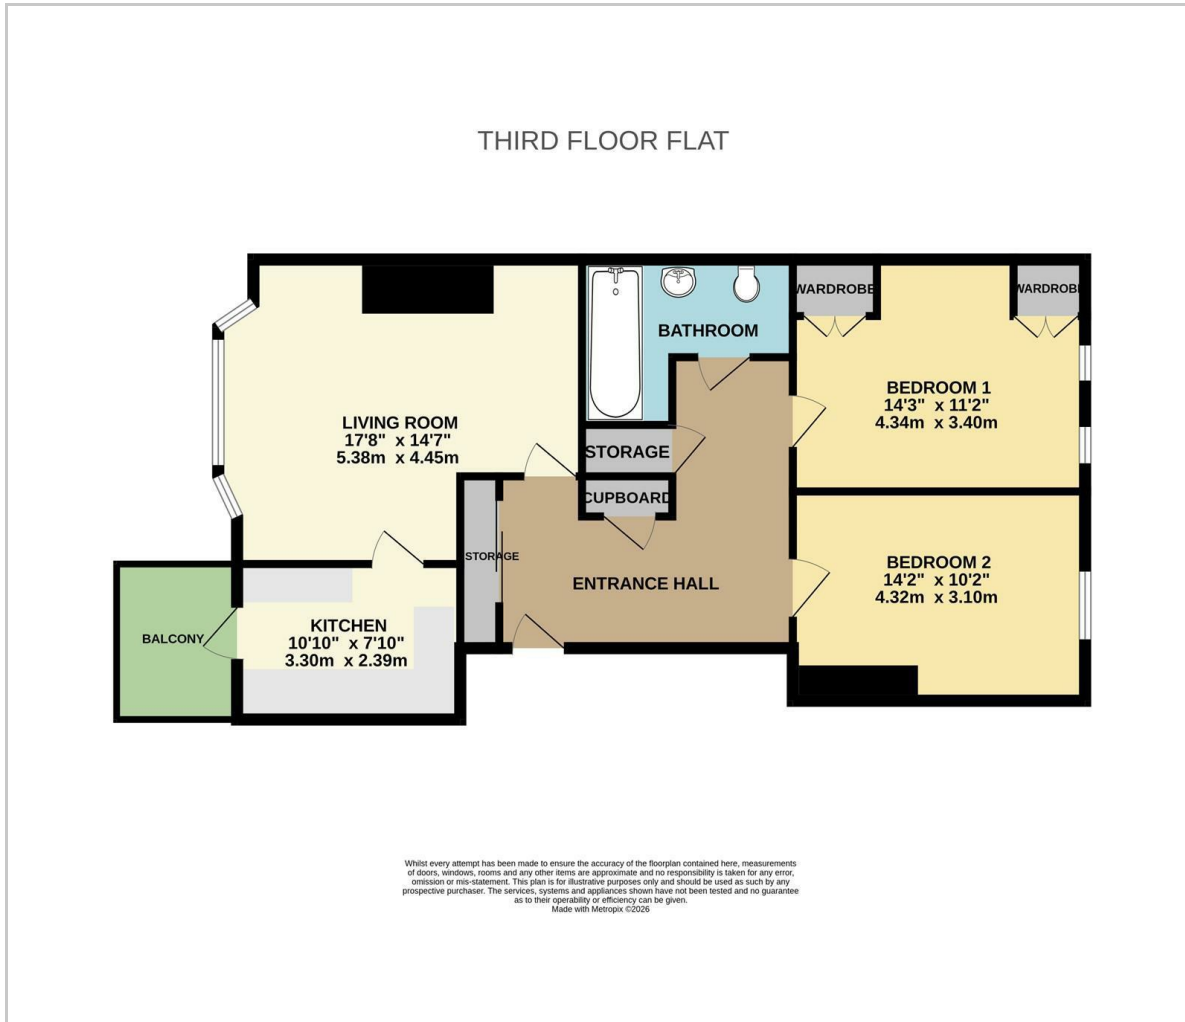 THIRD FLOOR FLAT
WARDROBE
WARDROBE
BATHROOM
BEDROOM 1
14'3" x 11'2"
4.34m x 3.40m
LIVING ROOM
17'8" x 14'7"
5.38m x 4.45m
STORAGE
CUPBOARD
STORAGE
ENTRANCE HALL
BEDROOM 2
14'2" x 10'2"
4.32m x 3.10m
KITCHEN
10'10" x 7'10"
3.30m x 2.39m
BALCONY
Whilst every attempt has been made to ensure the accuracy of the floorplan contained here, measurements
of doors, windows, rooms and any other items are approximate and no responsibility is taken for any error,
omission or mis-statement. This plan is for illustrative purposes only and should be used as such by any
prospective purchaser. The services, systems and appliances shown have not been tested and no guarantee
as to their operability or efficiency can be given.
Made with Metropix ©2026